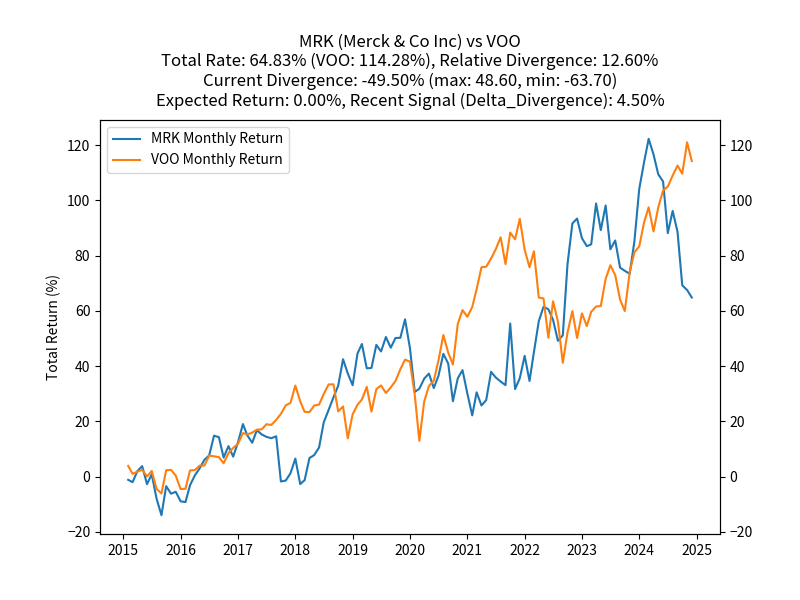 MRK (Merck & Co Inc) vs VOO
Total Rate: 64.83% (VOO: 114.28%), Relative Divergence: 12.60%
Current Divergence: -49.50% (max: 48.60, min: -63.70)
Expected Return: 0.00%, Recent Signal (Delta_Divergence): 4.50%
MRK Monthly Return
VOO Monthly Return
Total Return (%)
120 120
100 100
80 80
60 60
40 40
20 20
0 0
−20 −20
2015 2016 2017 2018 2019 2020 2021 2022 2023 2024 2025